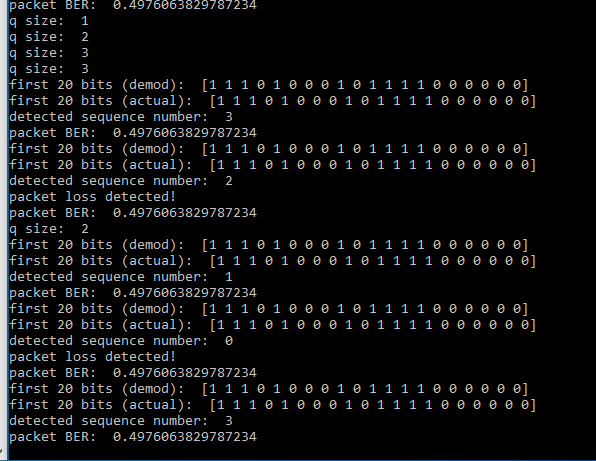 packet BER:  0.4976063829787234
q size:  1
q size:  2
q size:  3
q size:  3
first 20 bits (demod):  [1 1 1 0 1 0 0 0 1 0 1 1 1 1 0 0 0 0 0 0]
first 20 bits (actual):  [1 1 1 0 1 0 0 0 1 0 1 1 1 1 0 0 0 0 0 0]
detected sequence number:  3
packet BER:  0.4976063829787234
first 20 bits (demod):  [1 1 1 0 1 0 0 0 1 0 1 1 1 1 0 0 0 0 0 0]
first 20 bits (actual):  [1 1 1 0 1 0 0 0 1 0 1 1 1 1 0 0 0 0 0 0]
detected sequence number:  2
packet loss detected!
packet BER:  0.4976063829787234
q size:  2
first 20 bits (demod):  [1 1 1 0 1 0 0 0 1 0 1 1 1 1 0 0 0 0 0 0]
first 20 bits (actual):  [1 1 1 0 1 0 0 0 1 0 1 1 1 1 0 0 0 0 0 0]
detected sequence number:  1
packet BER:  0.4976063829787234
first 20 bits (demod):  [1 1 1 0 1 0 0 0 1 0 1 1 1 1 0 0 0 0 0 0]
first 20 bits (actual):  [1 1 1 0 1 0 0 0 1 0 1 1 1 1 0 0 0 0 0 0]
detected sequence number:  0
packet loss detected!
packet BER:  0.4976063829787234
first 20 bits (demod):  [1 1 1 0 1 0 0 0 1 0 1 1 1 1 0 0 0 0 0 0]
first 20 bits (actual):  [1 1 1 0 1 0 0 0 1 0 1 1 1 1 0 0 0 0 0 0]
detected sequence number:  3
packet BER:  0.4976063829787234